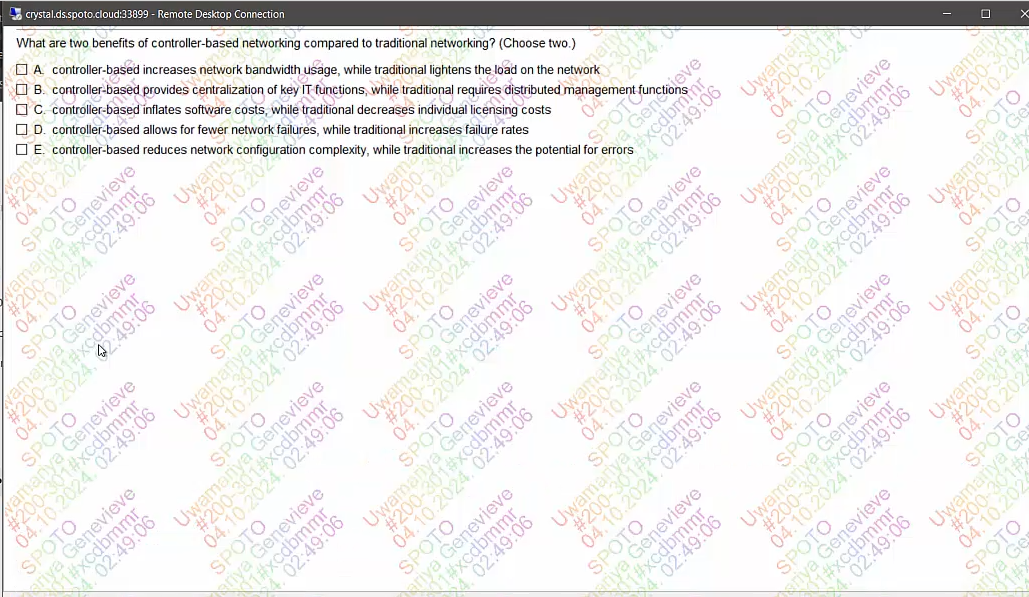 crystal.ds.spoto.cloud:33899 - Remote Desktop Connection
What are two benefits of controller-based networking compared to traditional networking? (Choose two.)
A. controller-based increases network bandwidth usage, while traditional lightens the load on the network
B. controller-based provides centralization of key IT functions, while traditional requires distributed management functions
C. controller-based inflates software costs, while traditional decreases individual licensing costs
D. controller-based allows for fewer network failures, while traditional increases failure rates
E. controller-based reduces network configuration complexity, while traditional increases the potential for errors
Uwamanya Genevieve
#200-301#xcdbmmr
04.10.2024. 02:49:06
SPOTO